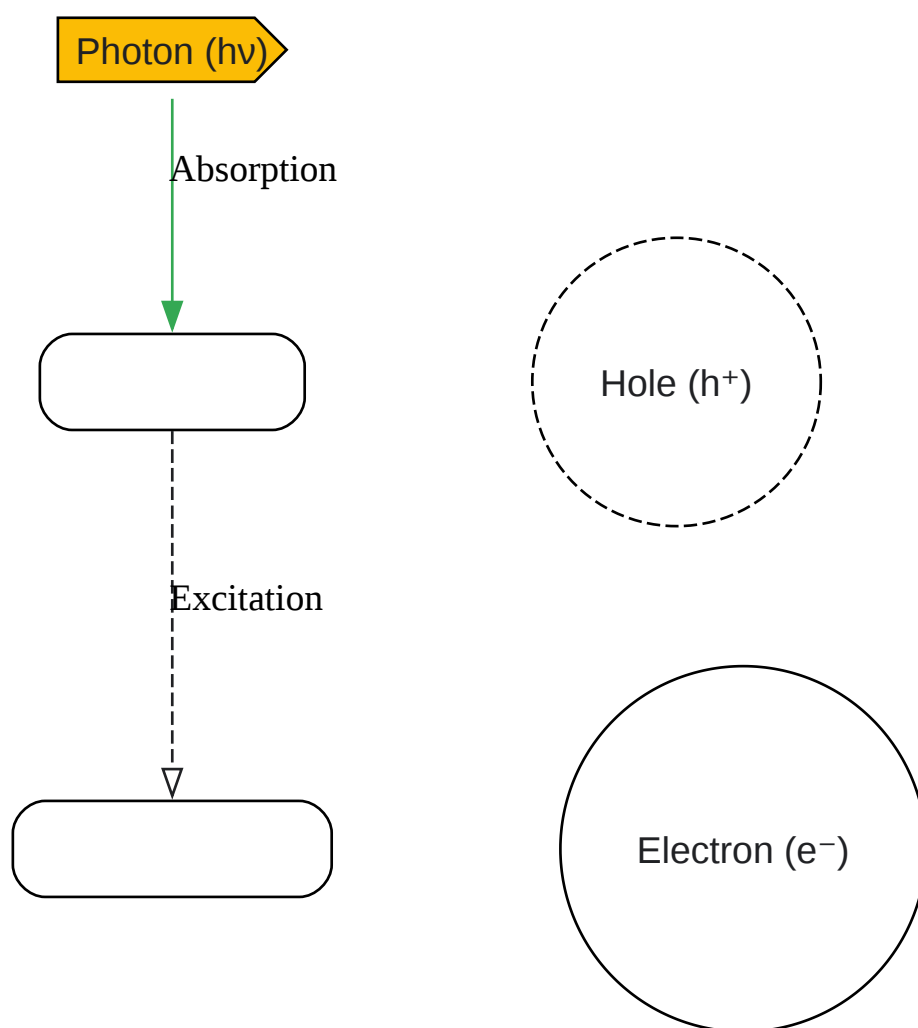 Photon (hν)
Absorption
Hole (h⁺)
Excitation
Electron (e⁻)